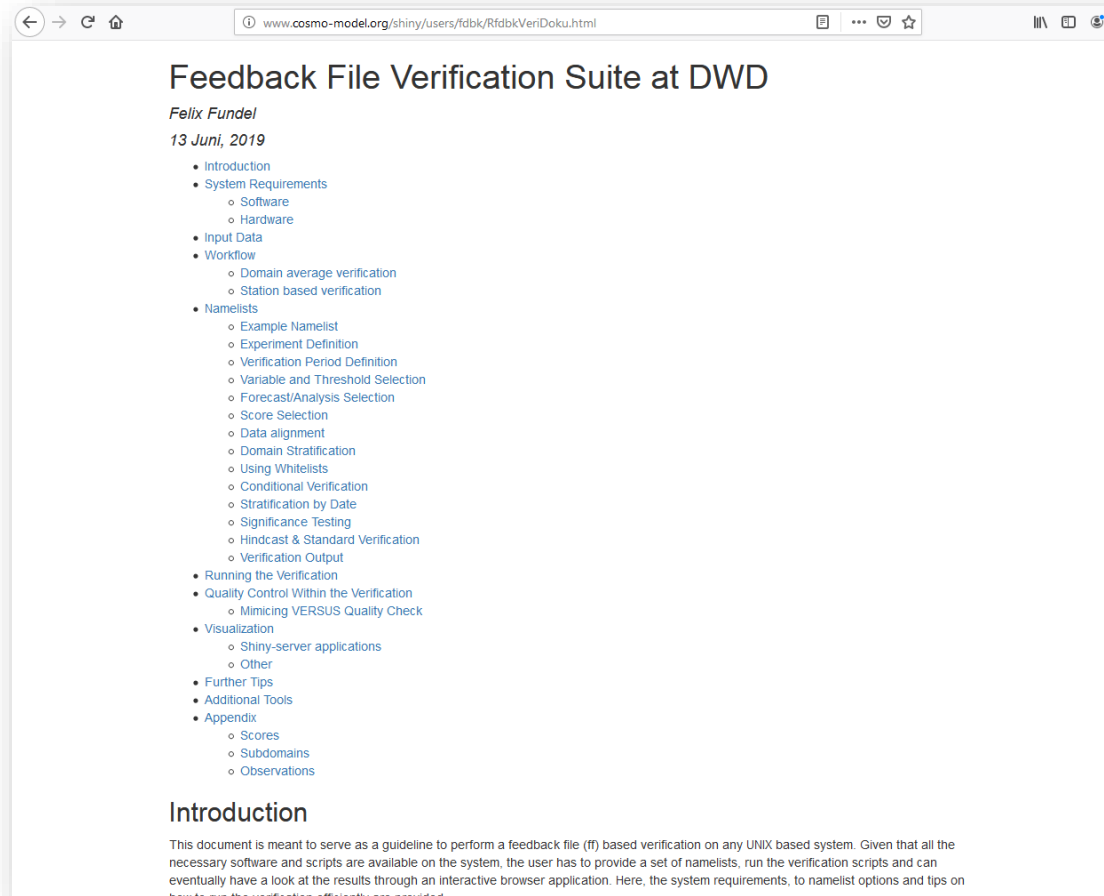 www.cosmo-model.org/shiny/users/fdbk/RfdbkVeriDoku.html
Feedback File Verification Suite at DWD
Felix Fundel
13 Juni, 2019
Introduction
System Requirements
Software
Hardware
Input Data
Workflow
Domain average verification
Station based verification
Namelists
Example Namelist
Experiment Definition
Verification Period Definition
Variable and Threshold Selection
Forecast/Analysis Selection
Score Selection
Data alignment
Domain Stratification
Using Whitelists
Conditional Verification
Stratification by Date
Significance Testing
Hindcast & Standard Verification
Verification Output
Running the Verification
Quality Control Within the Verification
Mimicing VERSUS Quality Check
Visualization
Shiny-server applications
Other
Further Tips
Additional Tools
Appendix
Scores
Subdomains
Observations
Introduction
This document is meant to serve as a guideline to perform a feedback file (ff) based verification on any UNIX based system. Given that all the
necessary software and scripts are available on the system, the user has to provide a set of namelists, run the verification scripts and can
eventually have a look at the results through an interactive browser application. Here, the system requirements, to namelist options and tips on
how to run the verification efficiently are provided